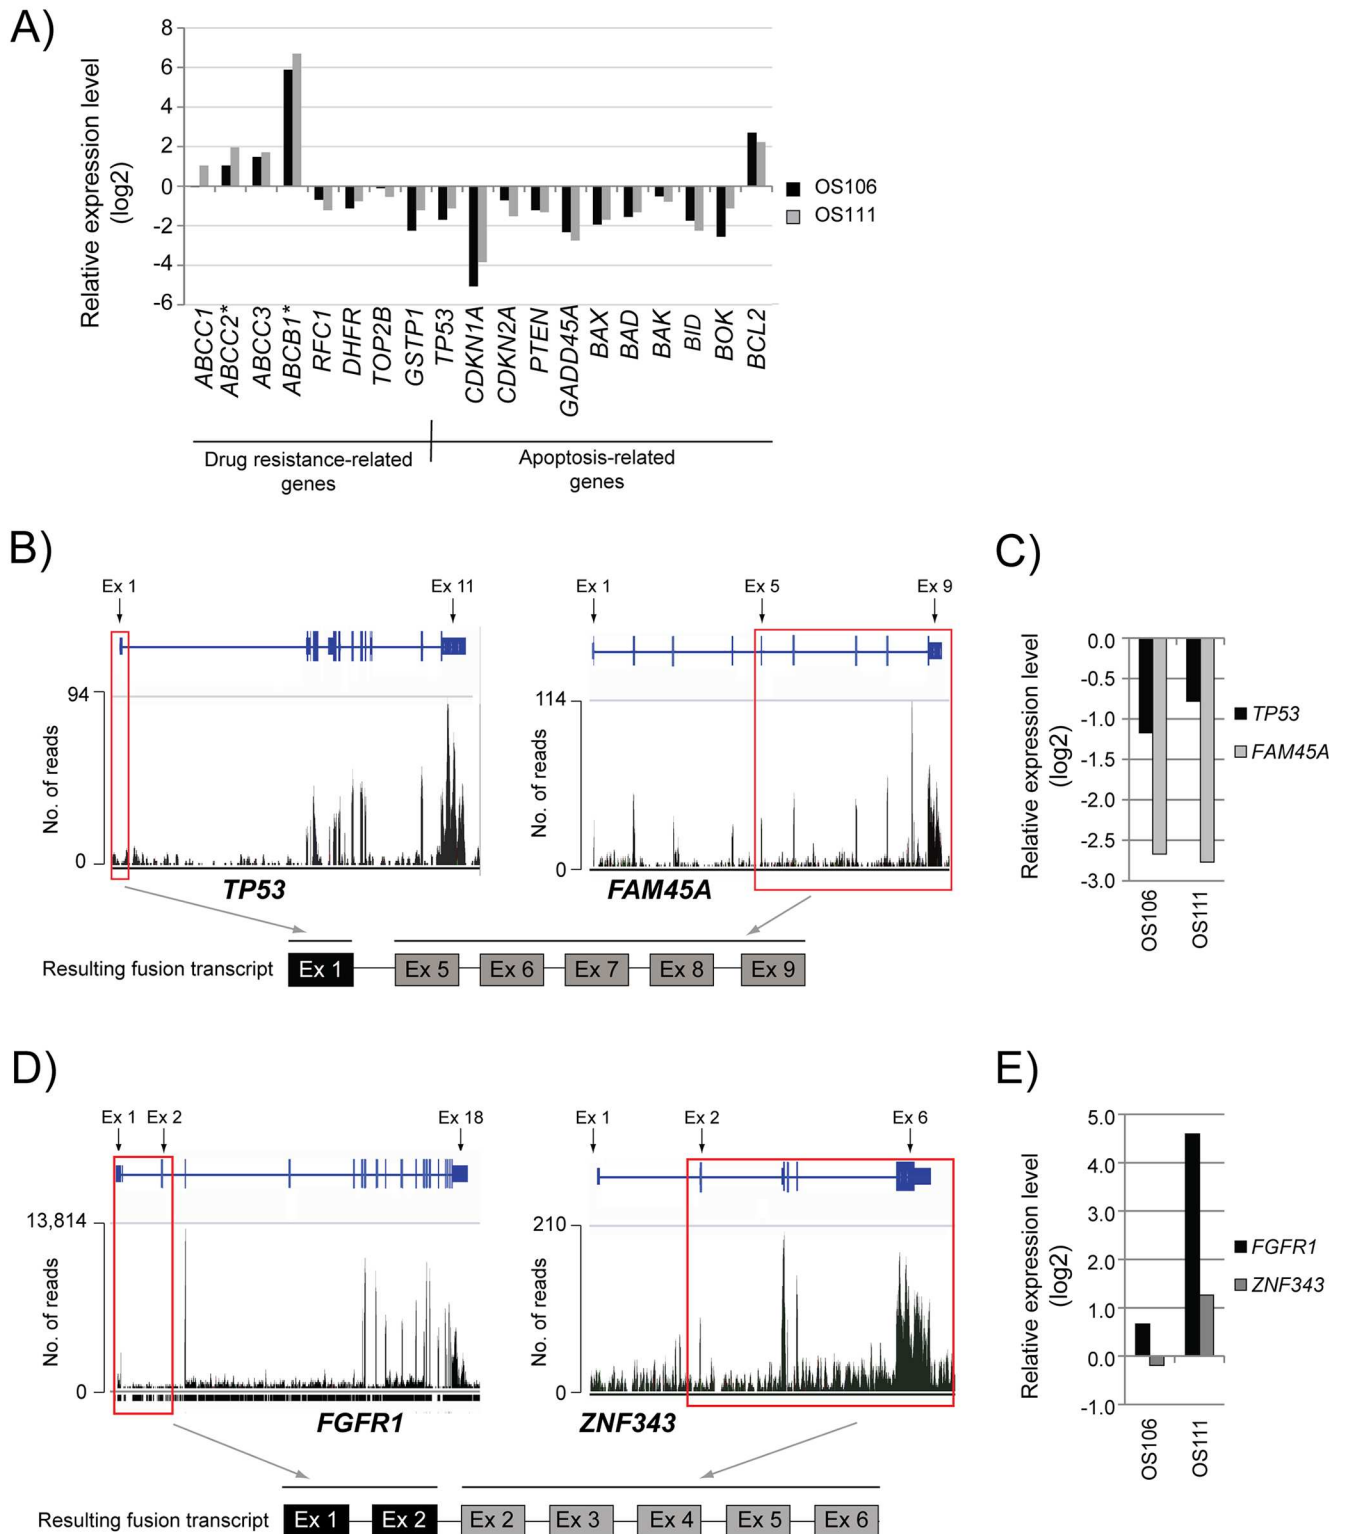 A)
Relative expression level
(log2)
8
6
4
2
0
-2
-4
-6
OS106
OS111
ABCC1
ABCC2*
ABCC3
ABCB1*
RFC1
DHFR
TOP2B
GSTP1
TP53
CDKN1A
CDKN2A
PTEN
GADD45A
BAX
BAD
BAK
BID
BOK
BCL2
Drug resistance-related
genes
Apoptosis-related
genes
B)
Ex 1
Ex 11
94
No. of reads
0
TP53
Ex 1
Ex 5
Ex 9
114
No. of reads
0
FAM45A
Resulting fusion transcript
Ex 1
Ex 5
Ex 6
Ex 7
Ex 8
Ex 9
C)
Relative expression level
(log2)
0.0
-0.5
-1.0
-1.5
-2.0
-2.5
-3.0
TP53
FAM45A
OS106
OS111
D)
Ex 1
Ex 2
Ex 18
13,814
No. of reads
0
FGFR1
Ex 1
Ex 2
Ex 6
210
No. of reads
0
ZNF343
Resulting fusion transcript
Ex 1
Ex 2
Ex 2
Ex 3
Ex 4
Ex 5
Ex 6
E)
Relative expression level
(log2)
5.0
4.0
3.0
2.0
1.0
0.0
-1.0
FGFR1
ZNF343
OS106
OS111